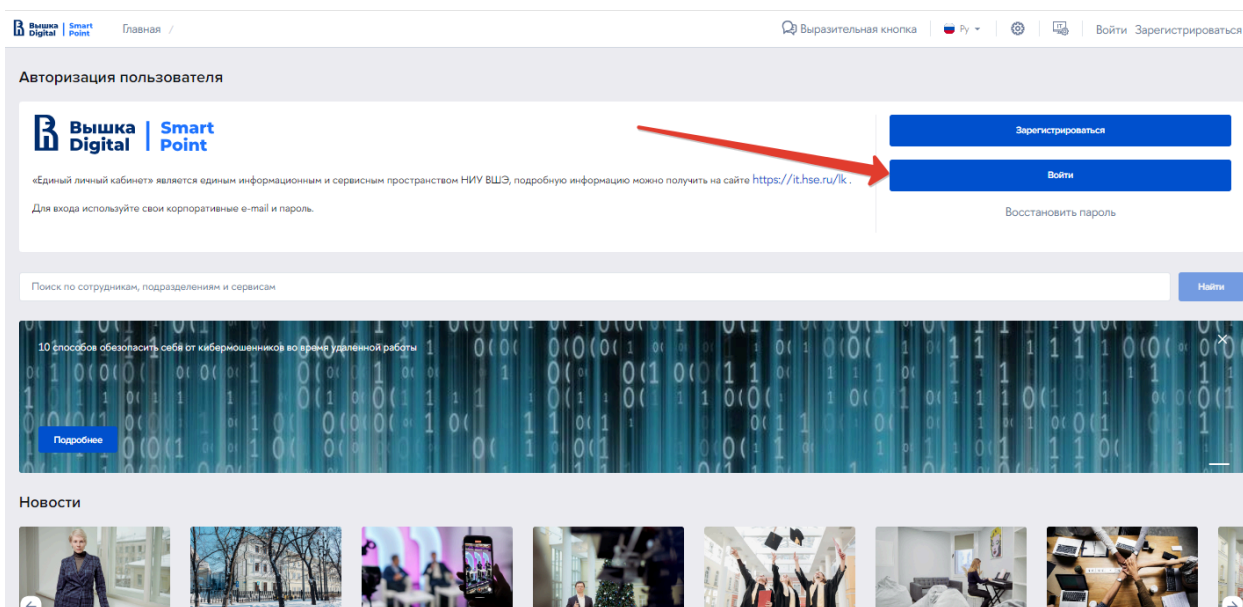 Вышка Digital | Smart Point
Главная /
Выразительная кнопка
Ру
Войти Зарегистрироваться
Авторизация пользователя
Вышка Digital | Smart Point
Зарегистрироваться
«Единый личный кабинет» является единым информационным и сервисным пространством НИУ ВШЭ, подробную информацию можно получить на сайте https://it.hse.ru/lk .
Войти
Для входа используйте свои корпоративные e-mail и пароль.
Восстановить пароль
Поиск по сотрудникам, подразделениям и сервисам
Найти
10 способов обезопасить себя от кибермошенников во время удаленной работы
Подробнее
Новости